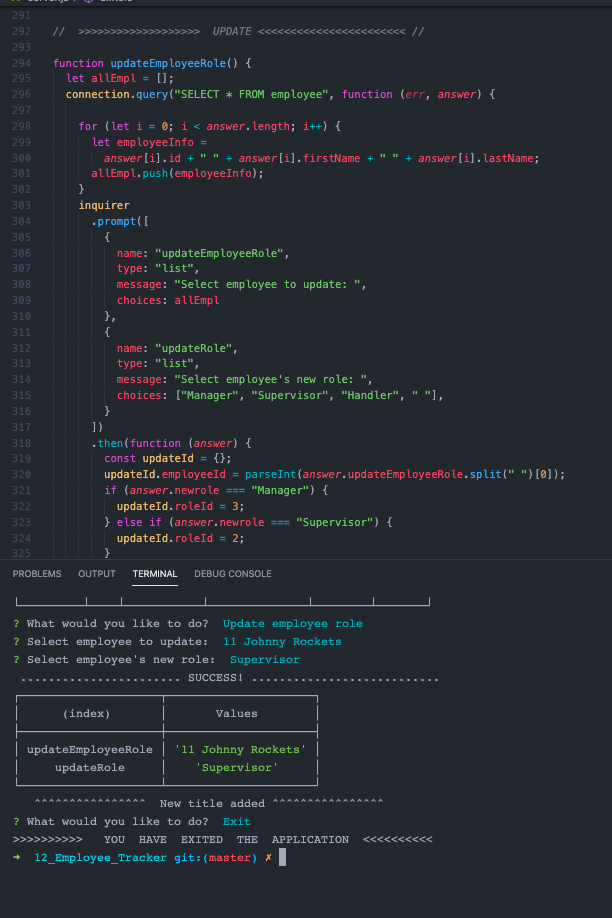 291
292 // >>>>>>>>>>>>>>>>>>> UPDATE <<<<<<<<<<<<<<<<<<<<<<< //
293
294 function updateEmployeeRole() {
295 let allEmpl = [];
296 connection.query("SELECT * FROM employee", function (err, answer) {
297
298 for (let i = 0; i < answer.length; i++) {
299 let employeeInfo =
300 answer[i].id + " " + answer[i].firstName + " " + answer[i].lastName;
301 allEmpl.push(employeeInfo);
302 }
303 inquirer
304 .prompt([
305 {
306 name: "updateEmployeeRole",
307 type: "list",
308 message: "Select employee to update: ",
309 choices: allEmpl
310 },
311 {
312 name: "updateRole",
313 type: "list",
314 message: "Select employee's new role: ",
315 choices: ["Manager", "Supervisor", "Handler", " "],
316 }
317 ])
318 .then(function (answer) {
319 const updateId = {};
320 updateId.employeeId = parseInt(answer.updateEmployeeRole.split(" ")[0]);
321 if (answer.newrole === "Manager") {
322 updateId.roleId = 3;
323 } else if (answer.newrole === "Supervisor") {
324 updateId.roleId = 2;
325 }
PROBLEMS OUTPUT TERMINAL DEBUG CONSOLE
? What would you like to do? Update employee role
? Select employee to update: 11 Johnny Rockets
? Select employee's new role: Supervisor
....................... SUCCESS! ...........................
(index) Values
updateEmployeeRole '11 Johnny Rockets'
updateRole 'Supervisor'
^^^^^^^^^^^^^^^^ New title added ^^^^^^^^^^^^^^^^
? What would you like to do? Exit
>>>>>>>>>> YOU HAVE EXITED THE APPLICATION <<<<<<<<<<
➜ 12_Employee_Tracker git:(master) ✗